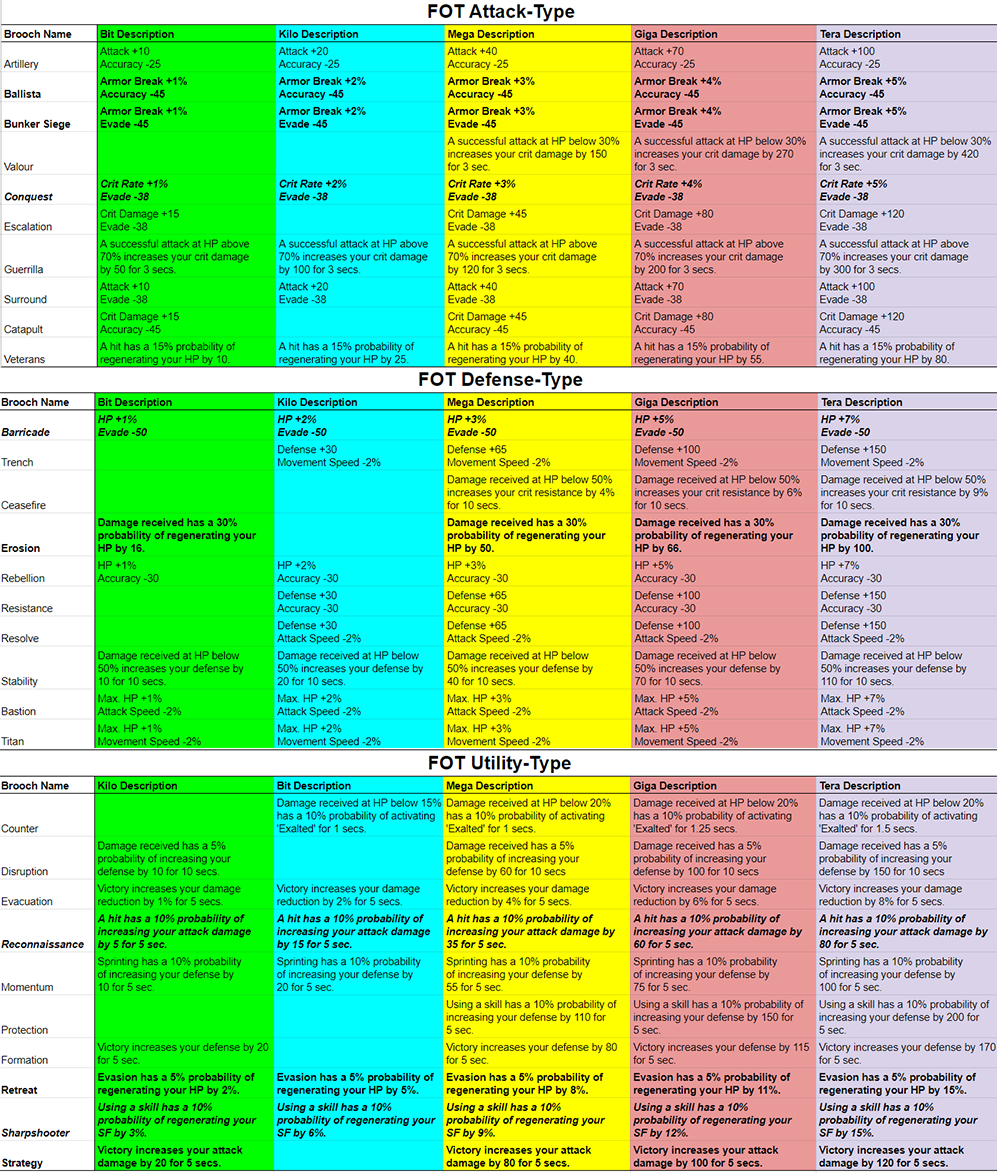 FOT Attack-Type
Brooch Name Bit Description Kilo Description Mega Description Giga Description Tera Description
Attack +10 Attack +20 Attack +40 Attack +70 Attack +100
Artillery Accuracy -25 Accuracy -25 Accuracy -25 Accuracy -25 Accuracy -25
Armor Break +1% Armor Break +2% Armor Break +3% Armor Break +4% Armor Break +5%
Ballista Accuracy -45 Accuracy -45 Accuracy -45 Accuracy -45 Accuracy -45
Armor Break +1% Armor Break +2% Armor Break +3% Armor Break +4% Armor Break +5%
Bunker Siege Evade -45 Evade -45 Evade -45 Evade -45 Evade -45
A successful attack at HP below 30% A successful attack at HP below 30% A successful attack at HP below 30%
increases your crit damage by 150 increases your crit damage by 270 increases your crit damage by 420
Valour for 3 sec. for 3 sec. for 3 sec.
Crit Rate +1% Crit Rate +2% Crit Rate +3% Crit Rate +4% Crit Rate +5%
Conquest Evade -38 Evade -38 Evade -38 Evade -38 Evade -38
Crit Damage +15 Crit Damage +45 Crit Damage +80 Crit Damage +120
Escalation Evade -38 Evade -38 Evade -38 Evade -38
A successful attack at HP above A successful attack at HP above A successful attack at HP above A successful attack at HP above A successful attack at HP above
70% increases your crit damage 70% increases your crit damage 70% increases your crit damage 70% increases your crit damage 70% increases your crit damage
Guerrilla by 50 for 3 secs. by 100 for 3 secs. by 120 for 3 secs. by 200 for 3 secs. by 300 for 3 secs.
Attack +10 Attack +20 Attack +40 Attack +70 Attack +100
Surround Evade -38 Evade -38 Evade -38 Evade -38 Evade -38
Crit Damage +15 Crit Damage +45 Crit Damage +80 Crit Damage +120
Catapult Accuracy -45 Accuracy -45 Accuracy -45 Accuracy -45
A hit has a 15% probability of A hit has a 15% probability of A hit has a 15% probability of A hit has a 15% probability of A hit has a 15% probability of
Veterans regenerating your HP by 10. regenerating your HP by 25. regenerating your HP by 40. regenerating your HP by 55. regenerating your HP by 80.
FOT Defense-Type
Brooch Name Bit Description Kilo Description Mega Description Giga Description Tera Description
HP +1% HP +2% HP +3% HP +5% HP +7%
Barricade Evade -50 Evade -50 Evade -50 Evade -50 Evade -50
Defense +30 Defense +65 Defense +100 Defense +150
Trench Movement Speed -2% Movement Speed -2% Movement Speed -2% Movement Speed -2%
Damage received at HP below 50% Damage received at HP below 50% Damage received at HP below 50%
increases your crit resistance by 4% increases your crit resistance by 6% increases your crit resistance by 9%
Ceasefire for 10 secs. for 10 secs. for 10 secs.
Damage received has a 30% Damage received has a 30% Damage received has a 30% Damage received has a 30%
probability of regenerating your probability of regenerating your probability of regenerating your probability of regenerating your
Erosion HP by 16. HP by 50. HP by 66. HP by 100.
HP +1% HP +2% HP +3% HP +5% HP +7%
Rebellion Accuracy -30 Accuracy -30 Accuracy -30 Accuracy -30 Accuracy -30
Defense +30 Defense +65 Defense +100 Defense +150
Resistance Accuracy -30 Accuracy -30 Accuracy -30 Accuracy -30
Defense +30 Defense +65 Defense +100 Defense +150
Resolve Attack Speed -2% Attack Speed -2% Attack Speed -2% Attack Speed -2%
Damage received at HP below Damage received at HP below Damage received at HP below Damage received at HP below Damage received at HP below
50% increases your defense by 50% increases your defense by 50% increases your defense by 50% increases your defense by 50% increases your defense by
Stability 10 for 10 secs. 20 for 10 secs. 40 for 10 secs. 70 for 10 secs. 110 for 10 secs.
Max. HP +1% Max. HP +2% Max. HP +3% Max. HP +5% Max. HP +7%
Bastion Attack Speed -2% Attack Speed -2% Attack Speed -2% Attack Speed -2% Attack Speed -2%
Max. HP +1% Max. HP +2% Max. HP +3% Max. HP +5% Max. HP +7%
Titan Movement Speed -2% Movement Speed -2% Movement Speed -2% Movement Speed -2% Movement Speed -2%
FOT Utility-Type
Brooch Name Kilo Description Bit Description Mega Description Giga Description Tera Description
Damage received at HP below 15% Damage received at HP below 20% Damage received at HP below 20% Damage received at HP below 20%
has a 10% probability of activating has a 10% probability of activating has a 10% probability of activating has a 10% probability of activating
Counter 'Exalted' for 1 secs. 'Exalted' for 1 secs. 'Exalted' for 1.25 secs. 'Exalted' for 1.5 secs.
Damage received has a 5% Damage received has a 5% Damage received has a 5% Damage received has a 5%
probability of increasing your probability of increasing your probability of increasing your probability of increasing your
Disruption defense by 10 for 10 secs defense by 60 for 10 secs defense by 100 for 10 secs defense by 150 for 10 secs
Victory increases your damage Victory increases your damage Victory increases your damage Victory increases your damage Victory increases your damage
Evacuation reduction by 1% for 5 secs. reduction by 2% for 5 secs. reduction by 4% for 5 secs. reduction by 6% for 5 secs. reduction by 8% for 5 secs.
A hit has a 10% probability of A hit has a 10% probability of A hit has a 10% probability of A hit has a 10% probability of A hit has a 10% probability of
increasing your attack damage increasing your attack damage increasing your attack damage by increasing your attack damage by increasing your attack damage by
Reconnaissance by 5 for 5 sec. by 15 for 5 sec. 35 for 5 sec. 60 for 5 sec. 80 for 5 sec.
Sprinting has a 10% probability Sprinting has a 10% probability Sprinting has a 10% probability Sprinting has a 10% probability Sprinting has a 10% probability
of increasing your defense by of increasing your defense by of increasing your defense by of increasing your defense by of increasing your defense by
Momentum 10 for 5 sec. 20 for 5 sec. 55 for 5 sec. 75 for 5 sec. 100 for 5 sec.
Using a skill has a 10% probability of Using a skill has a 10% probability of Using a skill has a 10% probability of
increasing your defense by 110 for increasing your defense by 150 for increasing your defense by 200 for
Protection 5 sec. 5 sec. 5 sec.
Victory increases your defense by 20 Victory increases your defense by 80 Victory increases your defense by 115 Victory increases your defense by 170
Formation for 5 sec. for 5 sec. for 5 sec. for 5 sec.
Evasion has a 5% probability of Evasion has a 5% probability of Evasion has a 5% probability of Evasion has a 5% probability of Evasion has a 5% probability of
Retreat regenerating your HP by 2%. regenerating your HP by 5%. regenerating your HP by 8%. regenerating your HP by 11%. regenerating your HP by 15%.
Using a skill has a 10% Using a skill has a 10% Using a skill has a 10% Using a skill has a 10% Using a skill has a 10%
probability of regenerating your probability of regenerating your probability of regenerating your probability of regenerating your probability of regenerating your
Sharpshooter SF by 3%. SF by 6%. SF by 9%. SF by 12%. SF by 15%.
Victory increases your attack Victory increases your attack Victory increases your attack Victory increases your attack
Strategy damage by 20 for 5 secs. damage by 80 for 5 secs. damage by 100 for 5 secs. damage by 120 for 5 secs.